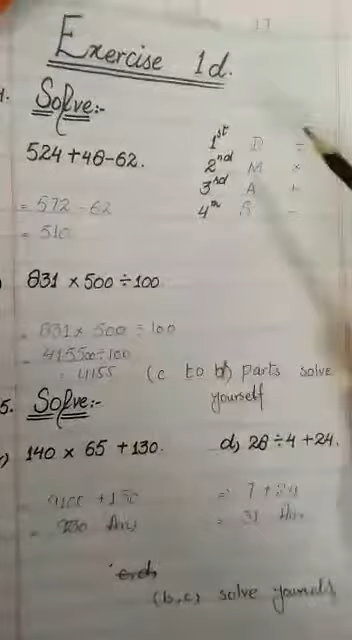 17
Exercise 1d.
4. Solve:-
1st D ÷
524 + 48 - 62.
2nd M ×
3rd A +
= 572 - 62
4th S -
= 510
831 × 500 ÷ 100
= 831 × 500 ÷ 100
= 415500 ÷ 100
= 4155
(c to h) parts solve
yourself
5. Solve:-
140 × 65 + 130.
d) 28 ÷ 4 + 24.
9100 + 130
= 7 + 24
= Ans
= 31 Ans
(b,c) solve yourself